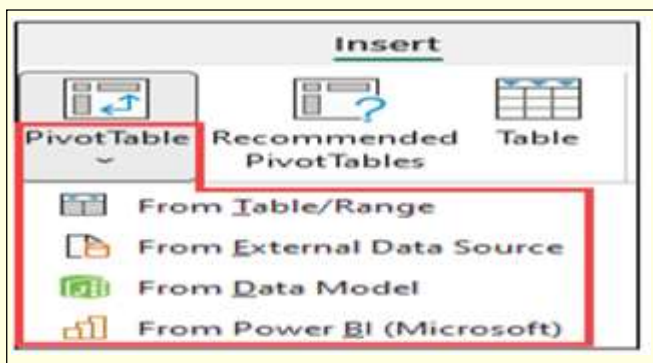 Insert
PivotTable Recommended PivotTables Table
From Table/Range
From External Data Source
From Data Model
From Power BI (Microsoft)